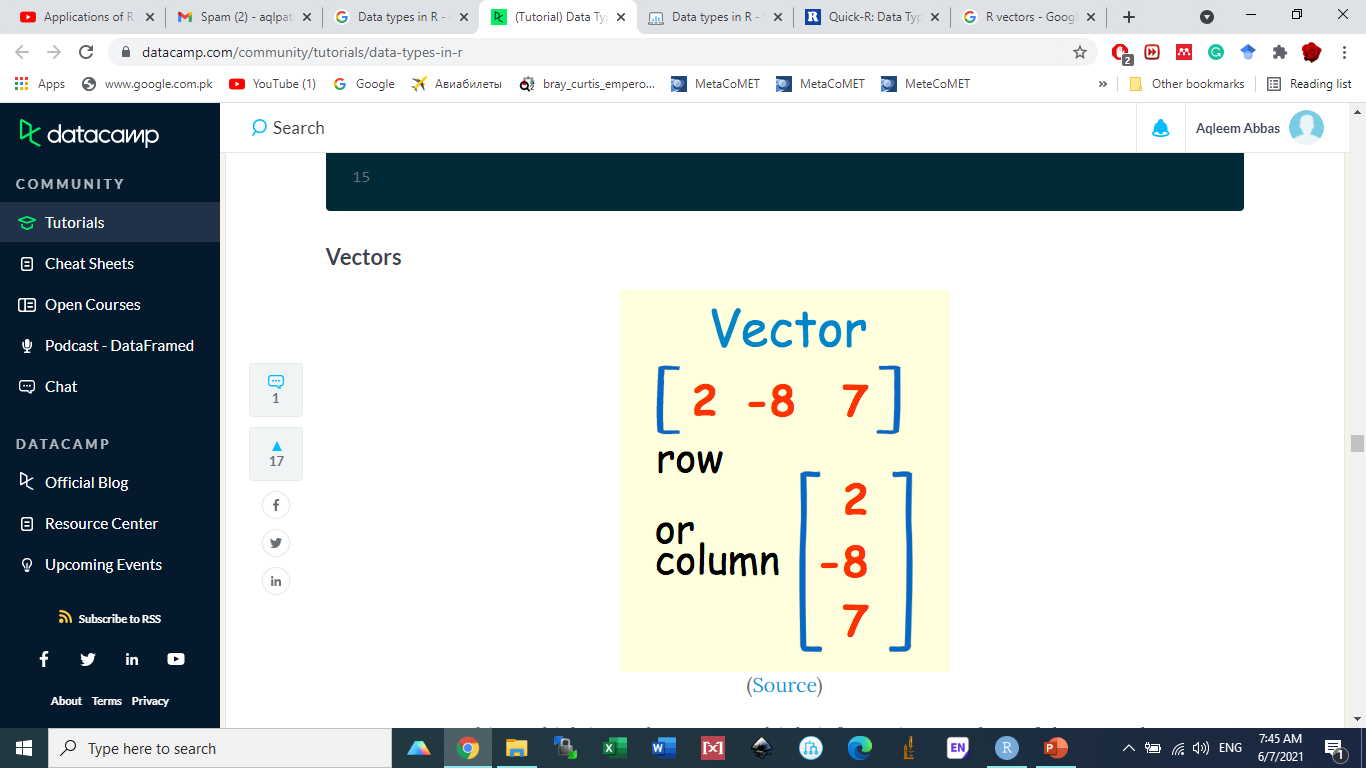 Applications of R
Spam (2) - aqlpat
Data types in R -
(Tutorial) Data Ty
Data types in R -
Quick-R: Data Typ
R vectors - Goog
datacamp.com/community/tutorials/data-types-in-r
2
Apps
www.google.com.pk
YouTube (1)
Google
Авиабилеты
bray_curtis_empero...
MetaCoMET
MetaCoMET
MeteCoMET
»
Other bookmarks
Reading list
datacamp
Search
Aqleem Abbas
COMMUNITY
Tutorials
Cheat Sheets
Open Courses
Podcast - DataFramed
Chat
DATACAMP
Official Blog
Resource Center
Upcoming Events
Subscribe to RSS
About Terms Privacy
1
17
15
Vectors
Vector
2 -8 7
row
or
column
2
-8
7
(Source)
Type here to search
EN
ENG
7:45 AM
6/7/2021
1